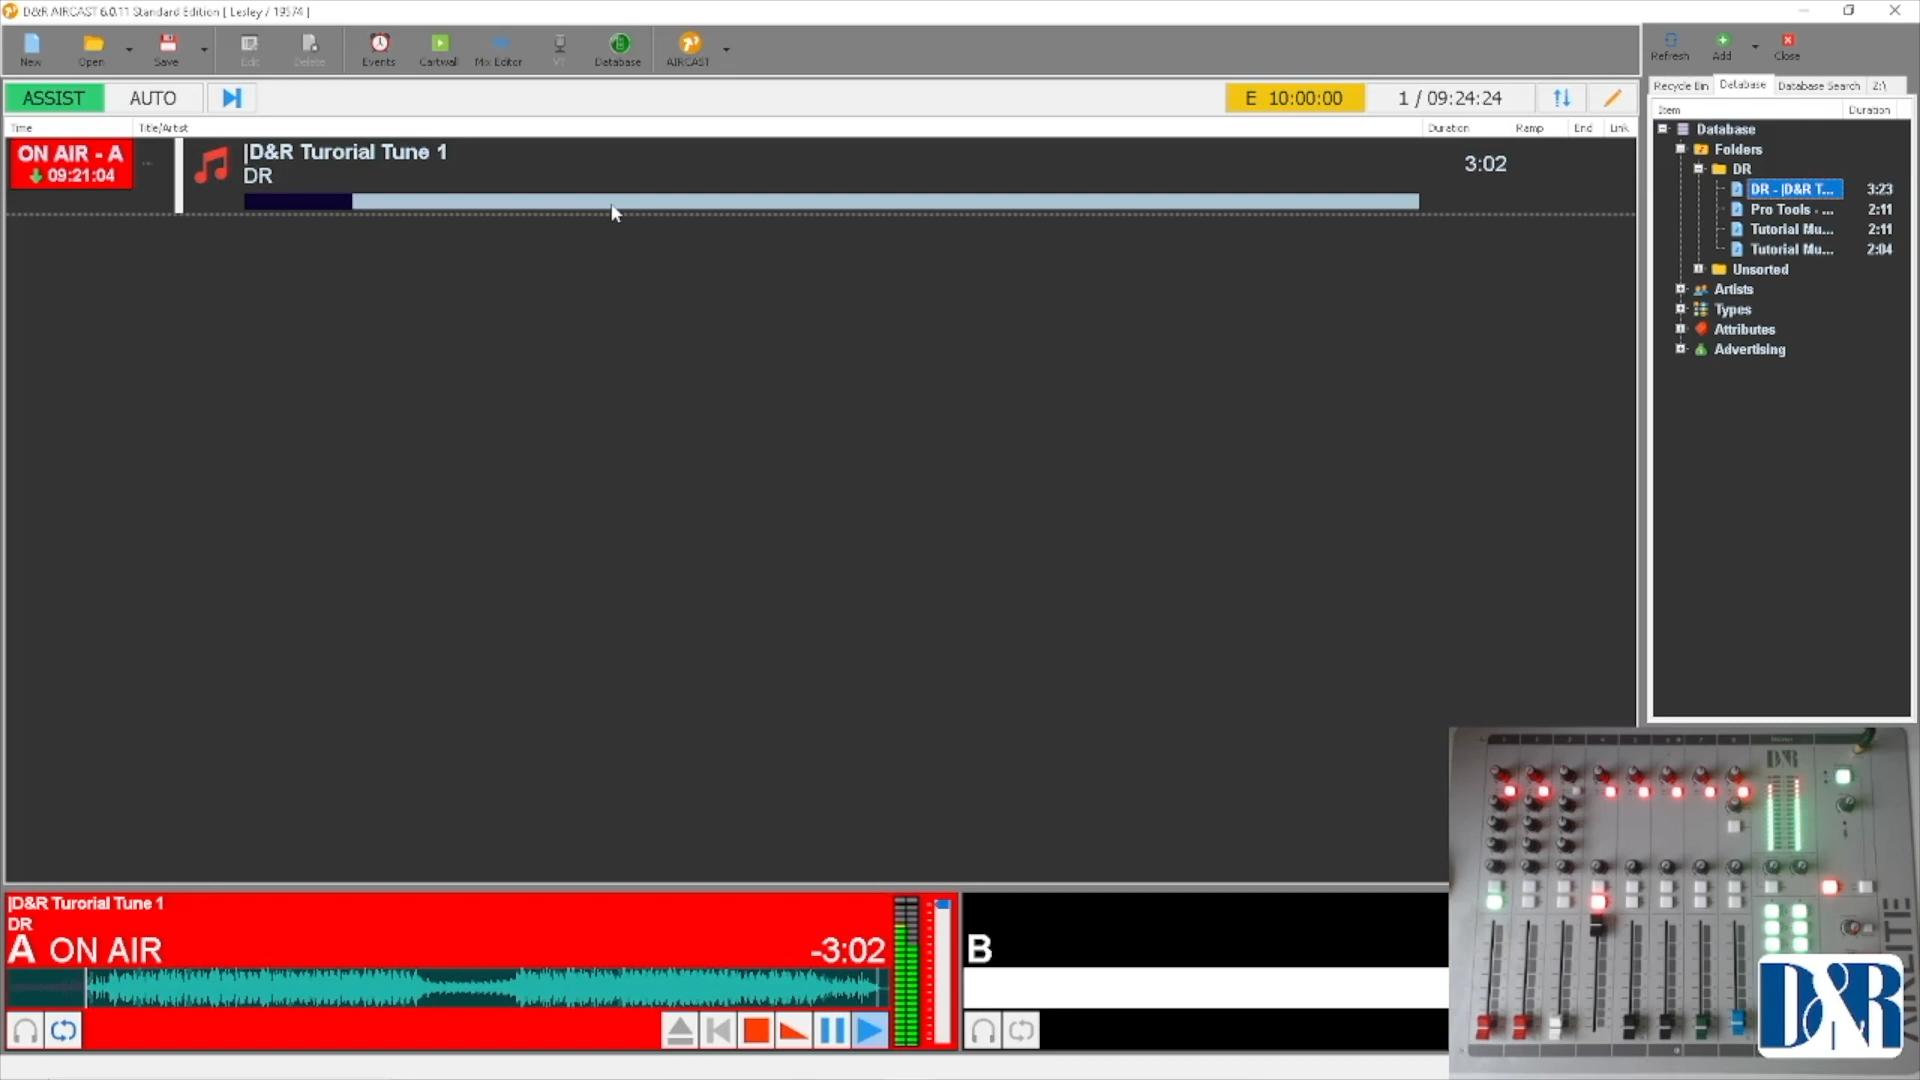 D&R AIRCAST 6.0.11 Standard Edition [ Lesley / 19574 ]
New Open Save Edit Delete Events Cartwall Mix Editor VT Database AIRCAST
Refresh Add Close
ASSIST AUTO E 10:00:00 1 / 09:24:24
Recycle Bin Database Database Search Z:\
Time Title/Artist Duration Ramp End Link
Item Duration
ON AIR - A
09:21:04
|D&R Turorial Tune 1
DR
3:02
Database
Folders
DR
DR - |D&R T... 3:23
Pro Tools - ... 2:11
Tutorial Mu... 2:11
Tutorial Mu... 2:04
Unsorted
Artists
Types
Attributes
Advertising
|D&R Turorial Tune 1
DR
A ON AIR -3:02
B
D&R
AIRLITE
D&R